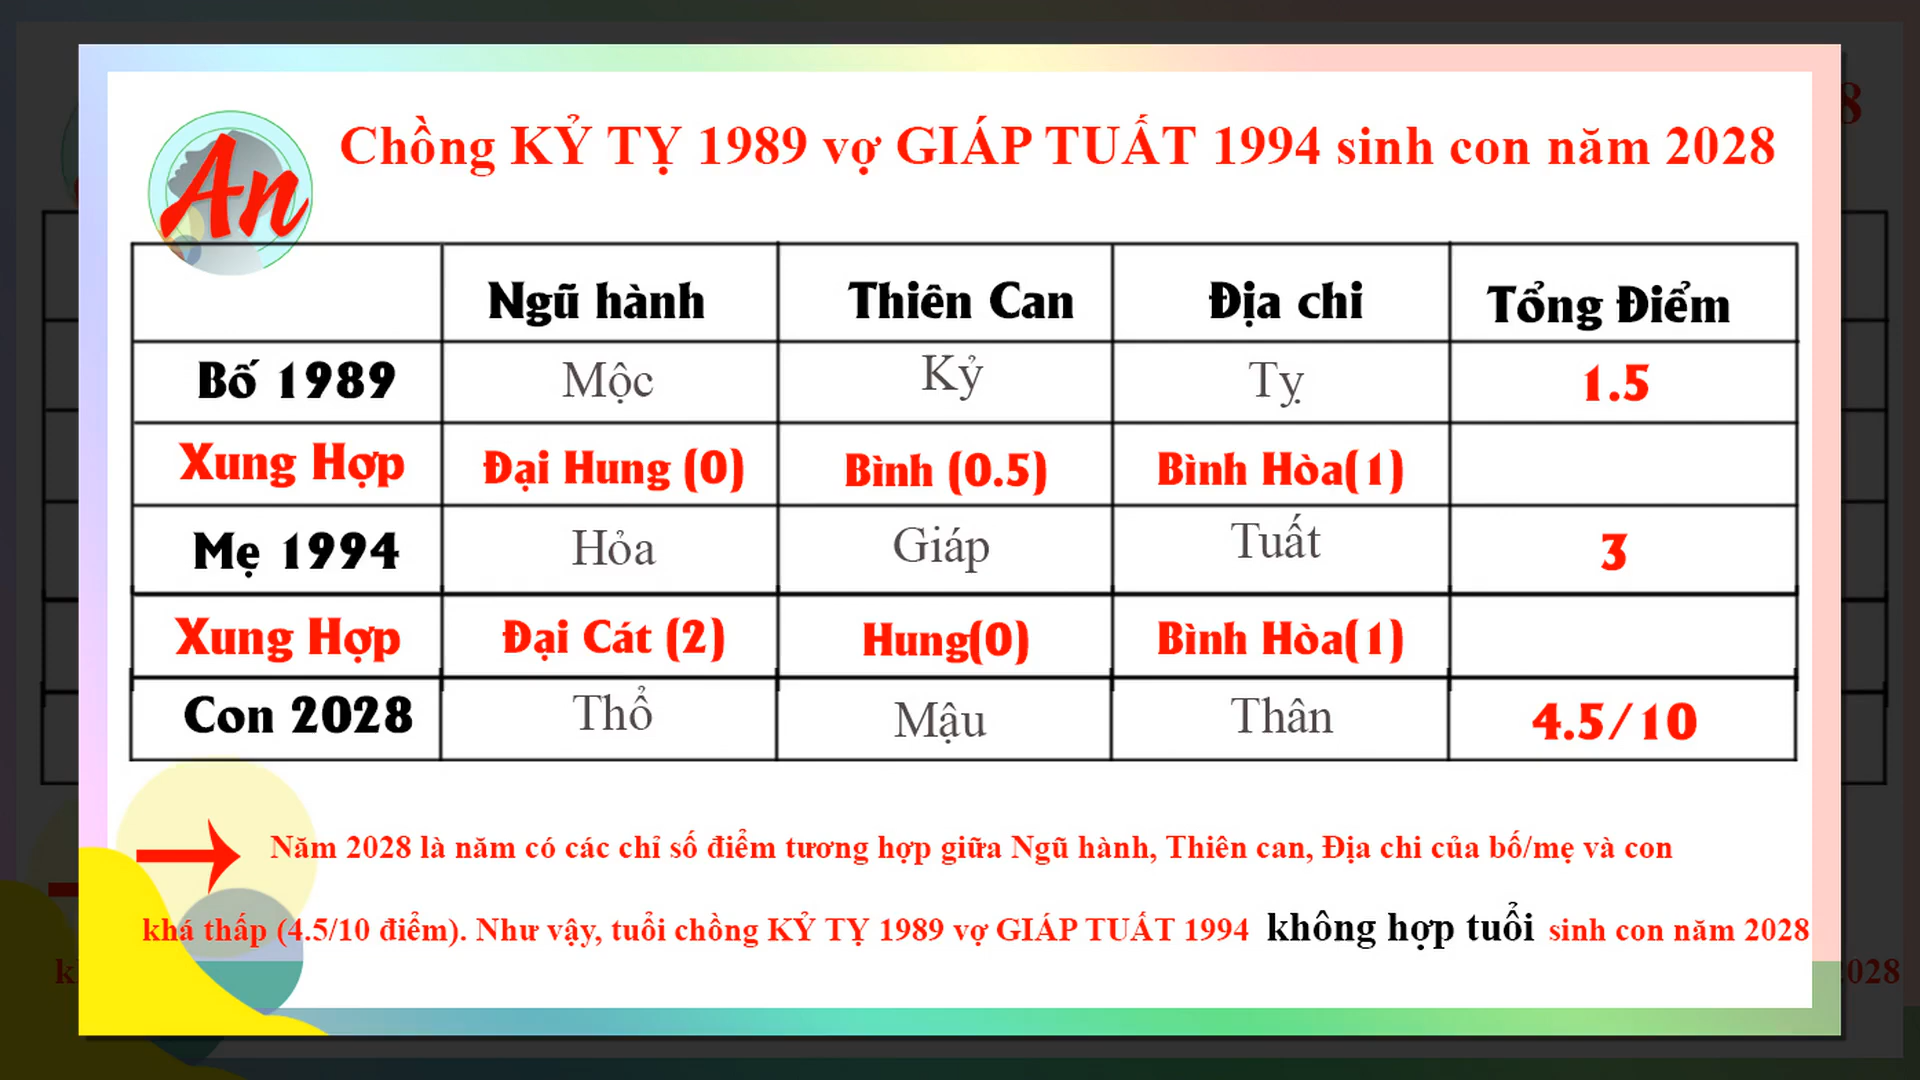 An
Chồng KỶ TỴ 1989 vợ GIÁP TUẤT 1994 sinh con năm 2028
Ngũ hành Thiên Can Địa chi Tổng Điểm
Bố 1989 Mộc Kỷ Tỵ 1.5
Xung Hợp Đại Hung (0) Bình (0.5) Bình Hòa(1)
Mẹ 1994 Hỏa Giáp Tuất 3
Xung Hợp Đại Cát (2) Hung(0) Bình Hòa(1)
Con 2028 Thổ Mậu Thân 4.5/10
Năm 2028 là năm có các chỉ số điểm tương hợp giữa Ngũ hành, Thiên can, Địa chi của bố/mẹ và con
khá thấp (4.5/10 điểm). Như vậy, tuổi chồng KỶ TỴ 1989 vợ GIÁP TUẤT 1994 không hợp tuổi sinh con năm 2028